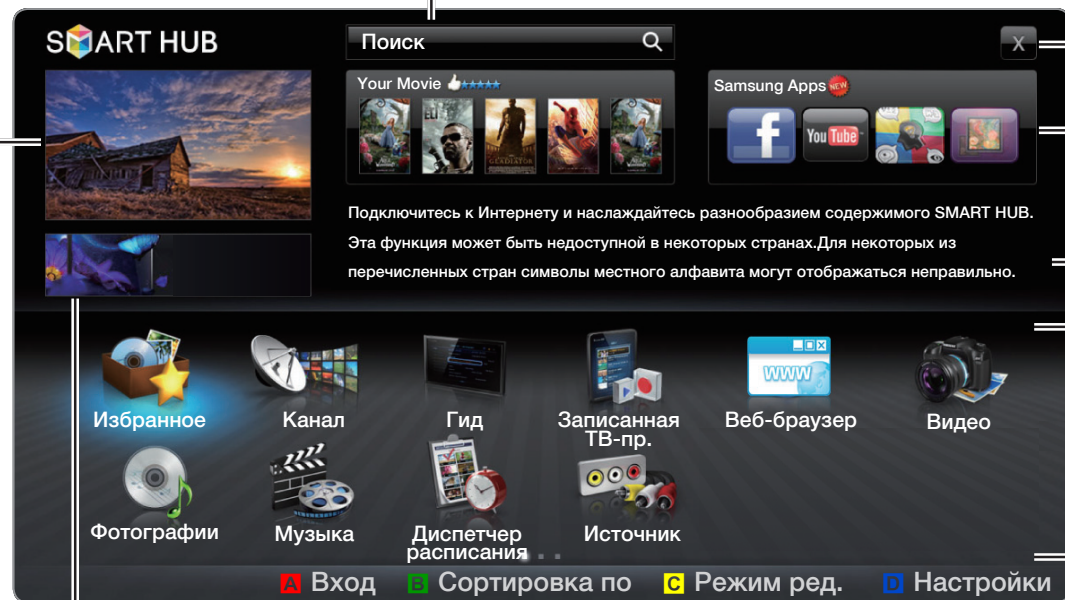 SMART HUB
Поиск
X
Your Movie
Samsung Apps NEW
ELI
GLADIATOR
You Tube
Подключитесь к Интернету и наслаждайтесь разнообразием содержимого SMART HUB.
Эта функция может быть недоступной в некоторых странах.Для некоторых из
перечисленных стран символы местного алфавита могут отображаться неправильно.
WWW
Избранное
Канал
Гид
Записанная
ТВ-пр.
Веб-браузер
Видео
Фотографии
Музыка
Диспетчер
расписания
Источник
A Вход
B Сортировка по
C Режим ред.
D Настройки